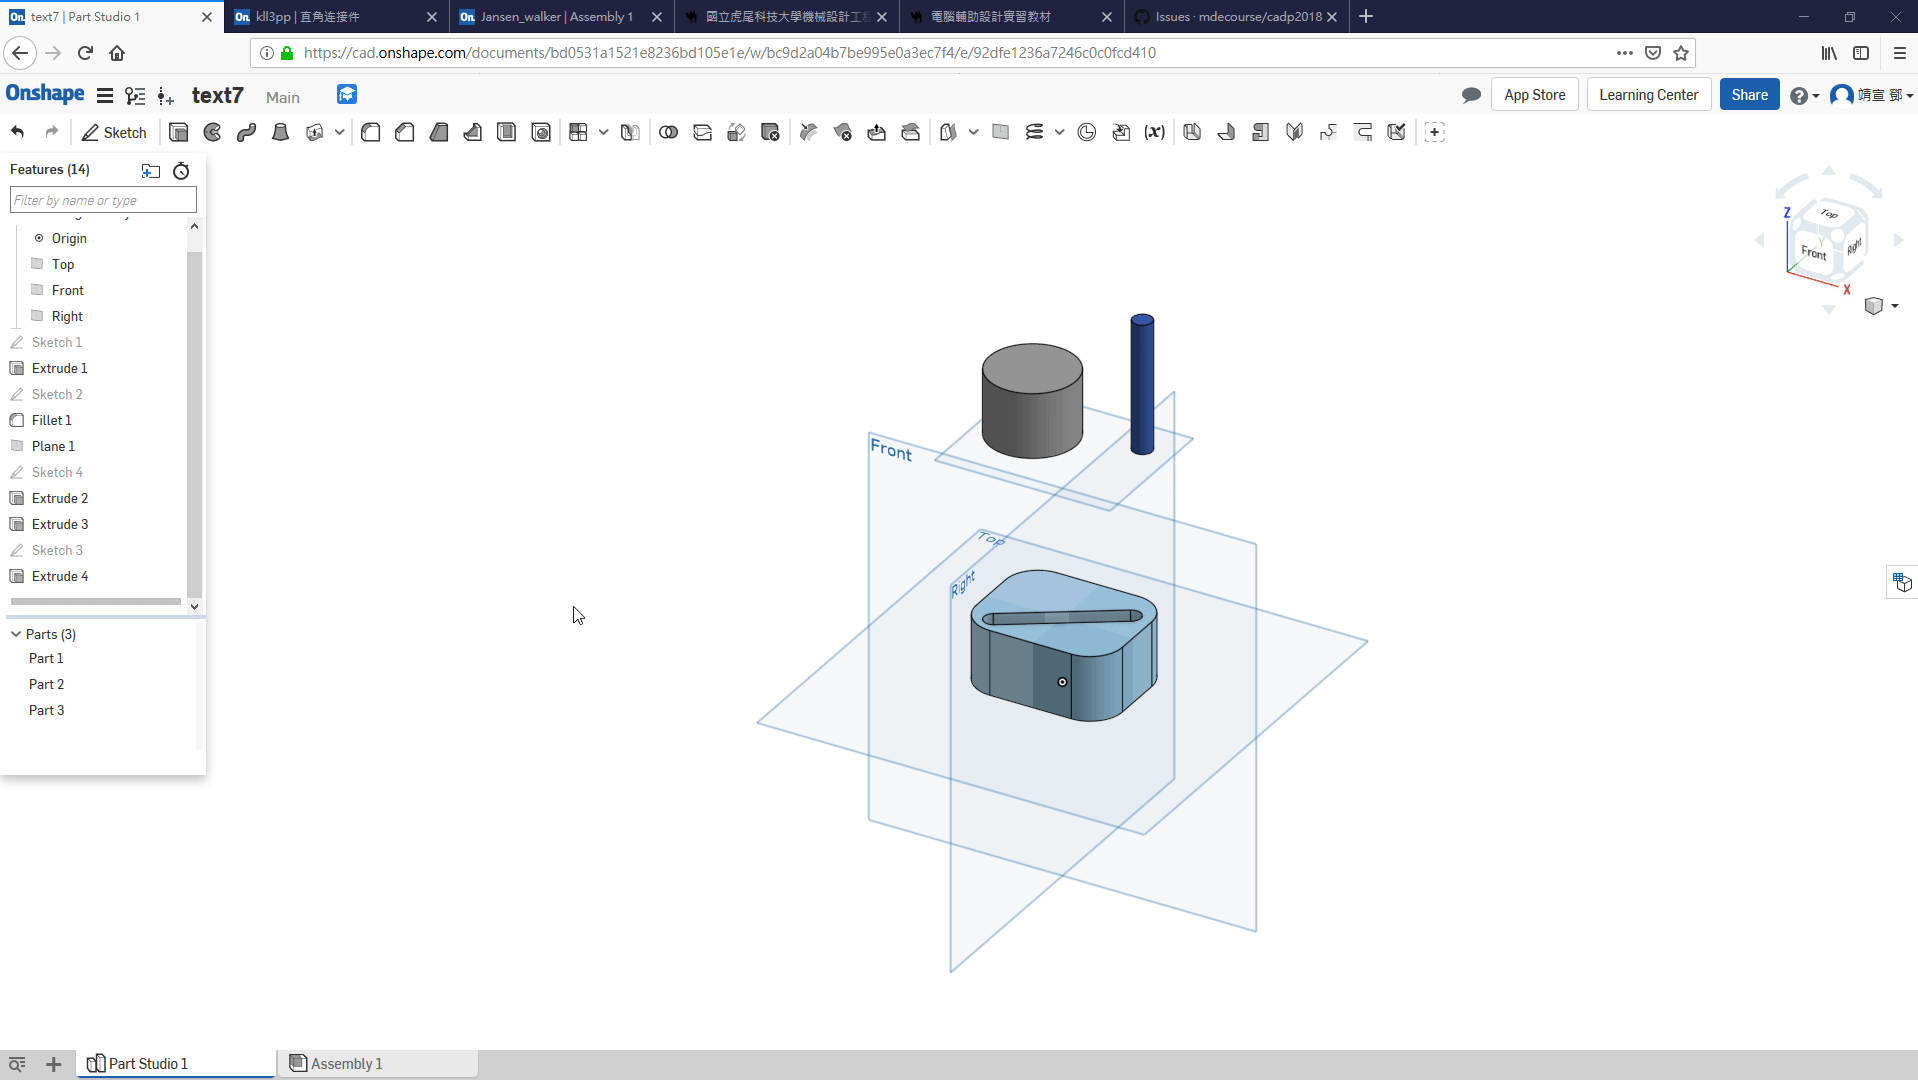 text7 | Part Studio 1
kll3pp | 直角连接件
Jansen_walker | Assembly 1
國立虎尾科技大學機械設計工程
電腦輔助設計實習教材
Issues · mdecourse/cadp2018
https://cad.onshape.com/documents/bd0531a1521e8236bd105e1e/w/bc9d2a04b7be995e0a3ec7f4/e/92dfe1236a7246c0c0fcd410
Onshape
text7
Main
App Store
Learning Center
Share
靖宣 鄧
Sketch
(x)
Features (14)
Filter by name or type
Origin
Top
Front
Right
Sketch 1
Extrude 1
Sketch 2
Fillet 1
Plane 1
Sketch 4
Extrude 2
Extrude 3
Sketch 3
Extrude 4
Parts (3)
Part 1
Part 2
Part 3
Front
Top
Right
Z
Top
Y
Front
Right
X
Part Studio 1
Assembly 1